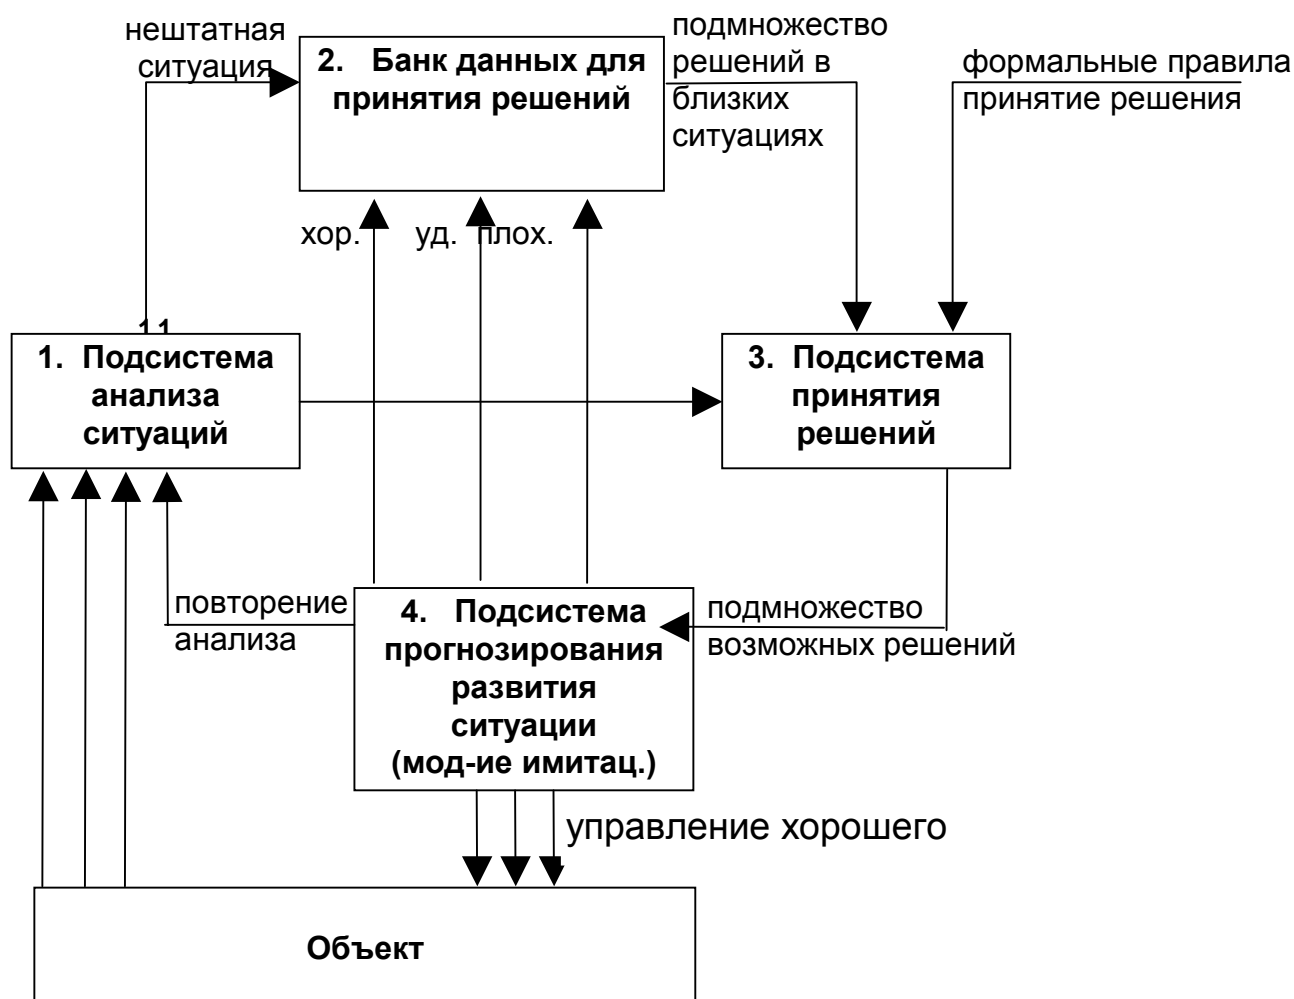 нештатная
ситуация
2. Банк данных для
принятия решений
подмножество
решений в
близких
ситуациях
формальные правила
принятие решения
хор. уд. плох.
1. Подсистема
анализа
ситуаций
3. Подсистема
принятия
решений
повторение
анализа
4. Подсистема
прогнозирования
развития
ситуации
(мод-ие имитац.)
подмножество
возможных решений
управление хорошего
Объект